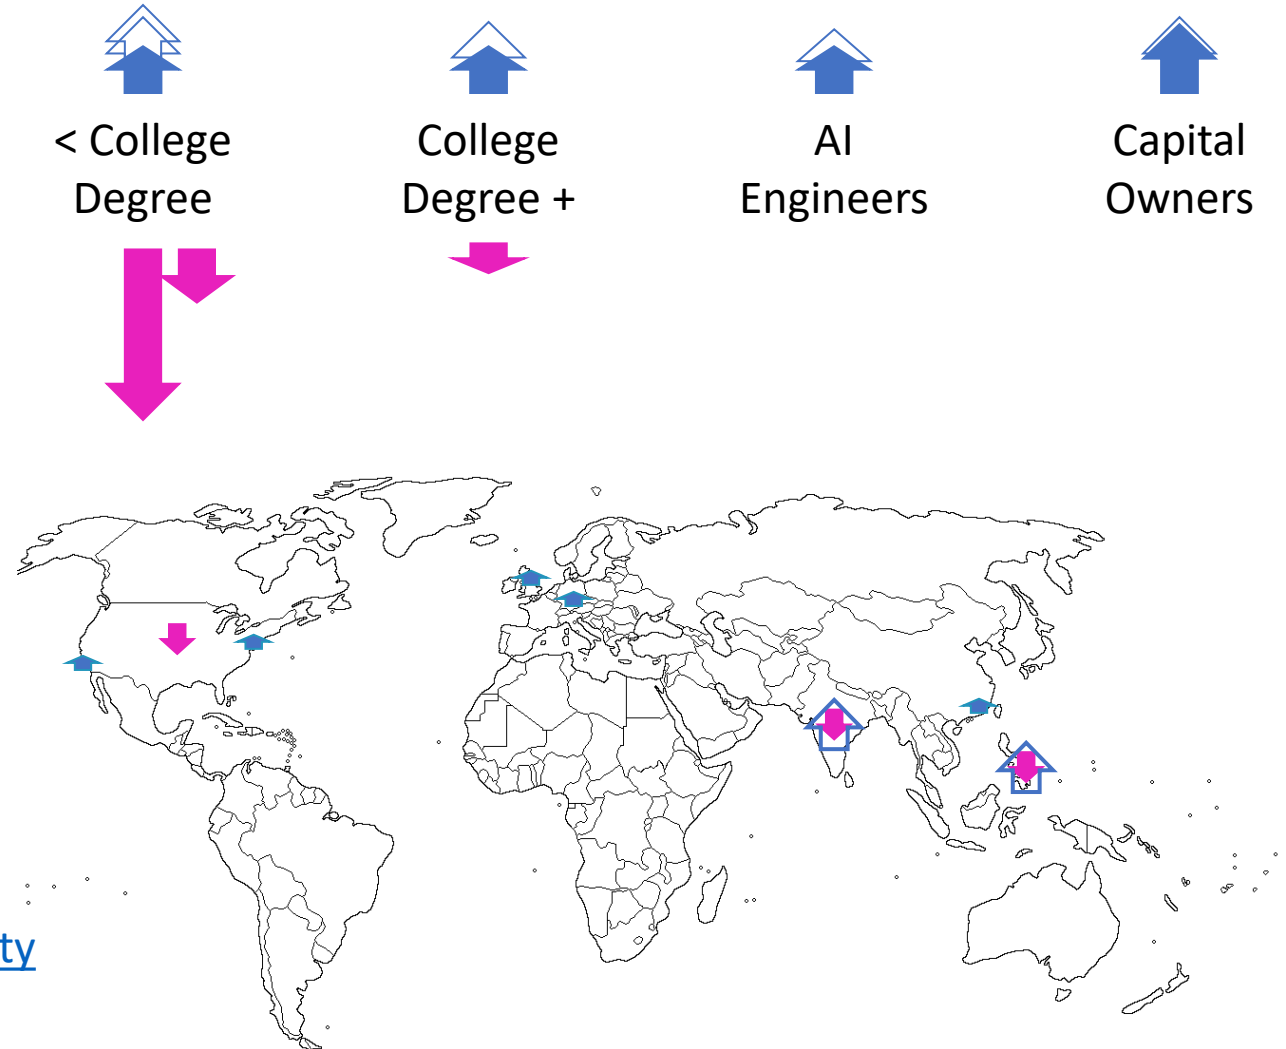 < College
Degree
College
Degree +
AI
Engineers
Capital
Owners
ty